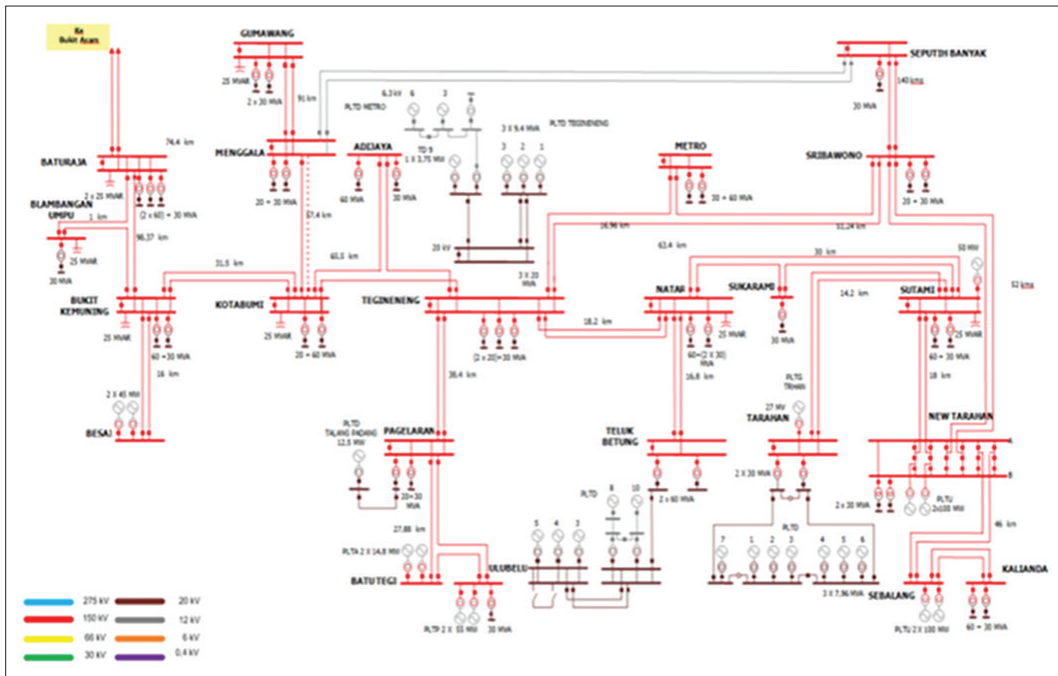 Ke
Bukit Asam
GUMAWANG
25 MVAR
2 x 30 MVA
91 km
SEPUTIH BANYAK
30 MVA
140 kms
6.3 kV
6
3
PLTD METRO
TD 9
1 X 3,75 MW
3 X 9,4 MVA
PLTD TEGINENENG
3
2
1
74,4 km
BATURAJA
2 x 25 MVAR
(2 x 60) = 30 MVA
MENGGALA
20 = 30 MVA
57.4 km
ADIJAYA
60 MVA
30 MVA
METRO
30 = 60 MVA
SRIBAWONO
20 = 30 MVA
BLAMBANGAN
UMPU
1 km
98,37 km
25 MVAR
30 MVA
20 kV
3 X 20
MVA
16,96 km
51,24 km
63.4 km
30 km
50 MW
52 kms
31,5 km
60,5 km
BUKIT
KEMUNING
25 MVAR
60 = 30 MVA
16 km
KOTABUMI
25 MVAR
20 = 60 MVA
TEGINENENG
(2 x 20)=30 MVA
18.2 km
38,4 km
NATAR
25 MVAR
60=(2 X 30)
MVA
16,8 km
SUKARAMI
30 MVA
14,2 km
SUTAMI
25 MVAR
60 = 30 MVA
18 km
2 X 45 MW
BESAI
PLTD
TALANG PADANG
12,5 MW
PAGELARAN
20=30
MVA
27,88 km
TELUK
BETUNG
2 x 60 MVA
PLTG
TRHAN
27 MV
TARAHAN
2 X 30 MVA
NEW TARAHAN
A
B
2 x 30 MVA
PLTU
2x100 MW
46 km
PLTD
8
10
5
4
3
PLTA 2 X 14,8 MW
BATUTEGI
ULUBELU
PLTP 2 X 55 MW
30 MVA
PLTD
7
1
2
3
4
5
6
3 X 7,96 MVA
SEBALANG
PLTU 2 X 100 MW
KALIANDA
60 = 30 MVA
275 kV
20 kV
150 kV
12 kV
66 kV
6 kV
30 kV
0,4 kV